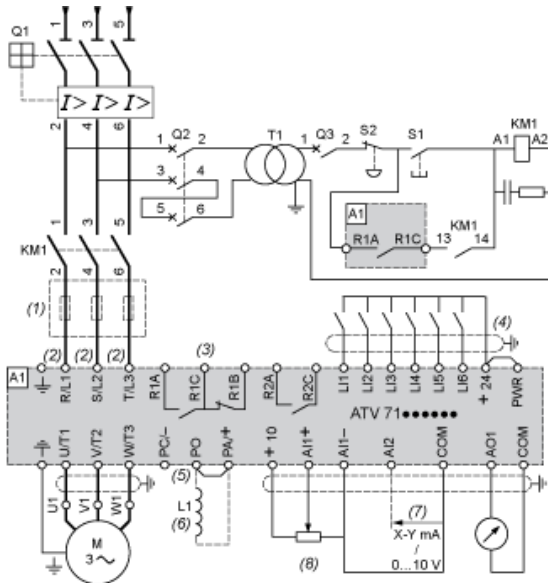 1 3 5
Q1
I> I> I>
2 4 6
1 Q2 2
3 4
5 6
T1
1 Q3 2
S2
S1
KM1
A1 A2
A1
R1A R1C
13 KM1 14
1 3 5
KM1
2 4 6
(1)
(2) (2) (2)
(3)
(4)
A1
R/L1
S/L2
T/L3
R1A
R1C
R1B
R2A
R2C
LI1
LI2
LI3
LI4
LI5
LI6
+ 24
PWR
ATV 71●●●●●●
U/T1
V/T2
W/T3
PC/–
PO
PA/+
+ 10
AI1+
AI1–
AI2
COM
AO1
COM
U1
V1
W1
(5)
L1
(6)
(7)
X-Y mA
/
0...10 V
(8)
M
3 ~